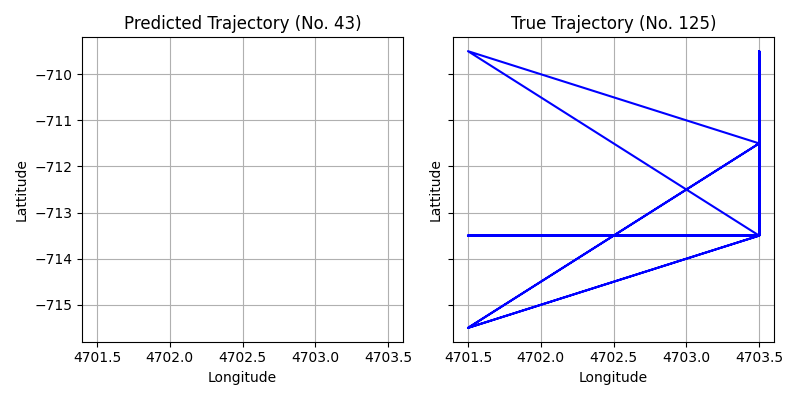 Predicted Trajectory (No. 43)
Lattitude
−710
−711
−712
−713
−714
−715
4701.5 4702.0 4702.5 4703.0 4703.5
Longitude
True Trajectory (No. 125)
Lattitude
4701.5 4702.0 4702.5 4703.0 4703.5
Longitude